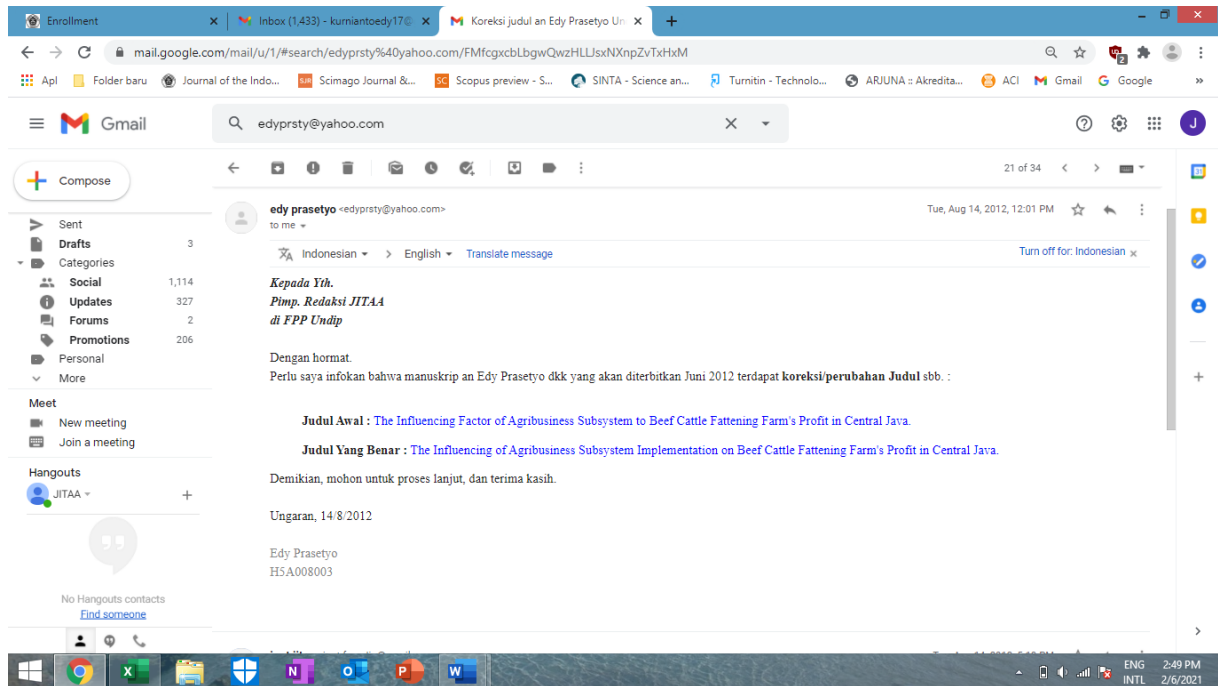 Enrollment
Inbox (1,433) - kurniantoedy17@
Koreksi judul an Edy Prasetyo Un
mail.google.com/mail/u/1/#search/edyprsty%40yahoo.com/FMfcgxcbLbgwQwzHLLJsxNXnpZvTxHxM
2
Apl
Folder baru
Journal of the Indo...
Scimago Journal &...
Scopus preview - S...
SINTA - Science an...
Turnitin - Technolo...
ARJUNA :: Akredita...
ACI
Gmail
Google
»
Gmail
edyprsty@yahoo.com
J
Compose
21 of 34
31
Sent
Drafts 3
Categories
Social 1,114
Updates 327
Forums 2
Promotions 206
Personal
More
Meet
New meeting
Join a meeting
Hangouts
JITAA
No Hangouts contacts
Find someone
edy prasetyo <edyprsty@yahoo.com>
Tue, Aug 14, 2012, 12:01 PM
to me
Indonesian > English Translate message
Turn off for: Indonesian x
Kepada Yth.
Pimp. Redaksi JITAA
di FPP Undip
Dengan hormat.
Perlu saya infokan bahwa manuskrip an Edy Prasetyo dkk yang akan diterbitkan Juni 2012 terdapat koreksi/perubahan Judul sbb. :
Judul Awal : The Influencing Factor of Agribusiness Subsystem to Beef Cattle Fattening Farm's Profit in Central Java.
Judul Yang Benar : The Influencing of Agribusiness Subsystem Implementation on Beef Cattle Fattening Farm's Profit in Central Java.
Demikian, mohon untuk proses lanjut, dan terima kasih.
Ungaran, 14/8/2012
Edy Prasetyo
H5A008003
ENG
INTL
2:49 PM
2/6/2021